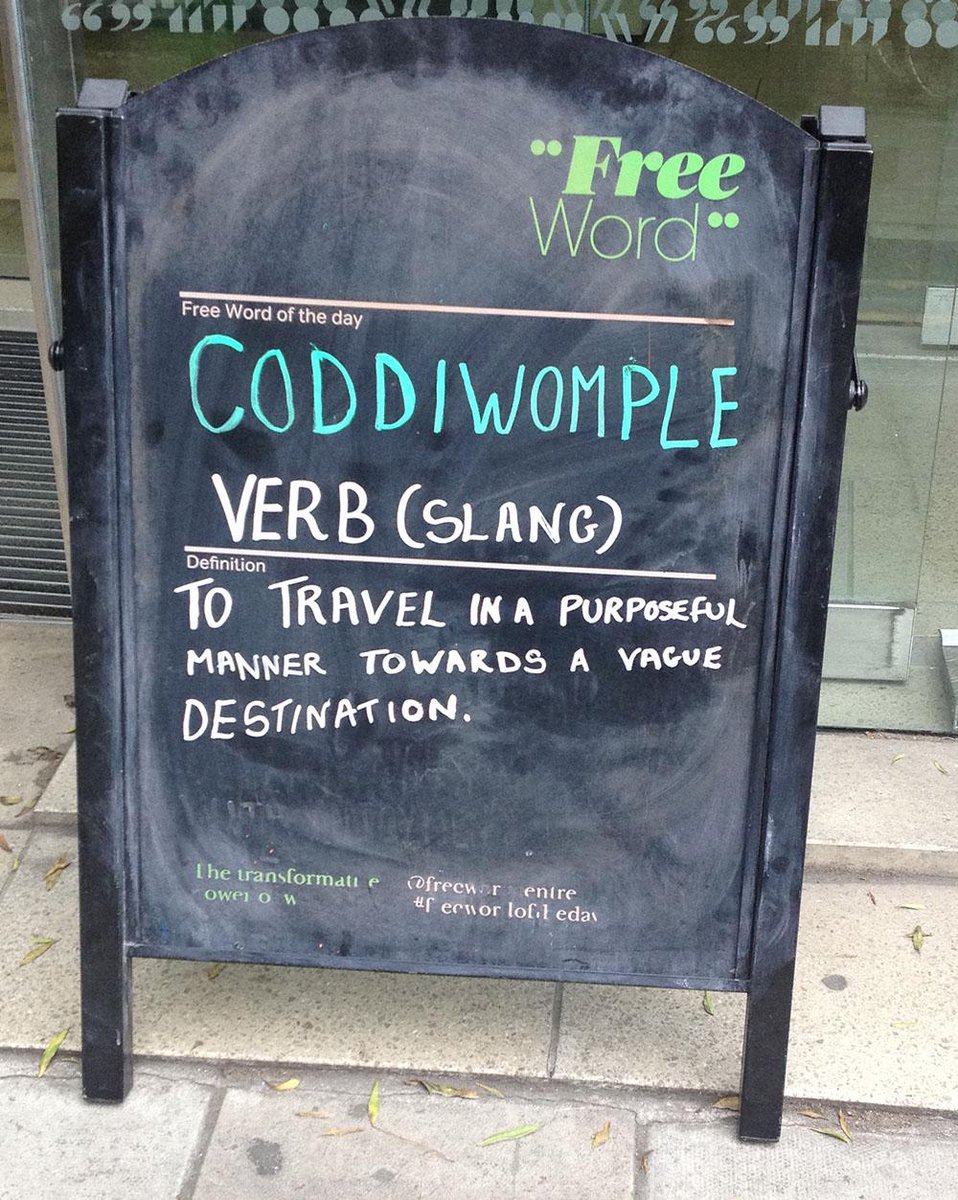 "Free
Word"
Free Word of the day
CODDIWOMPLE
VERB (SLANG)
Definition
TO TRAVEL IN A PURPOSEFUL
MANNER TOWARDS A VAGUE
DESTINATION.
The